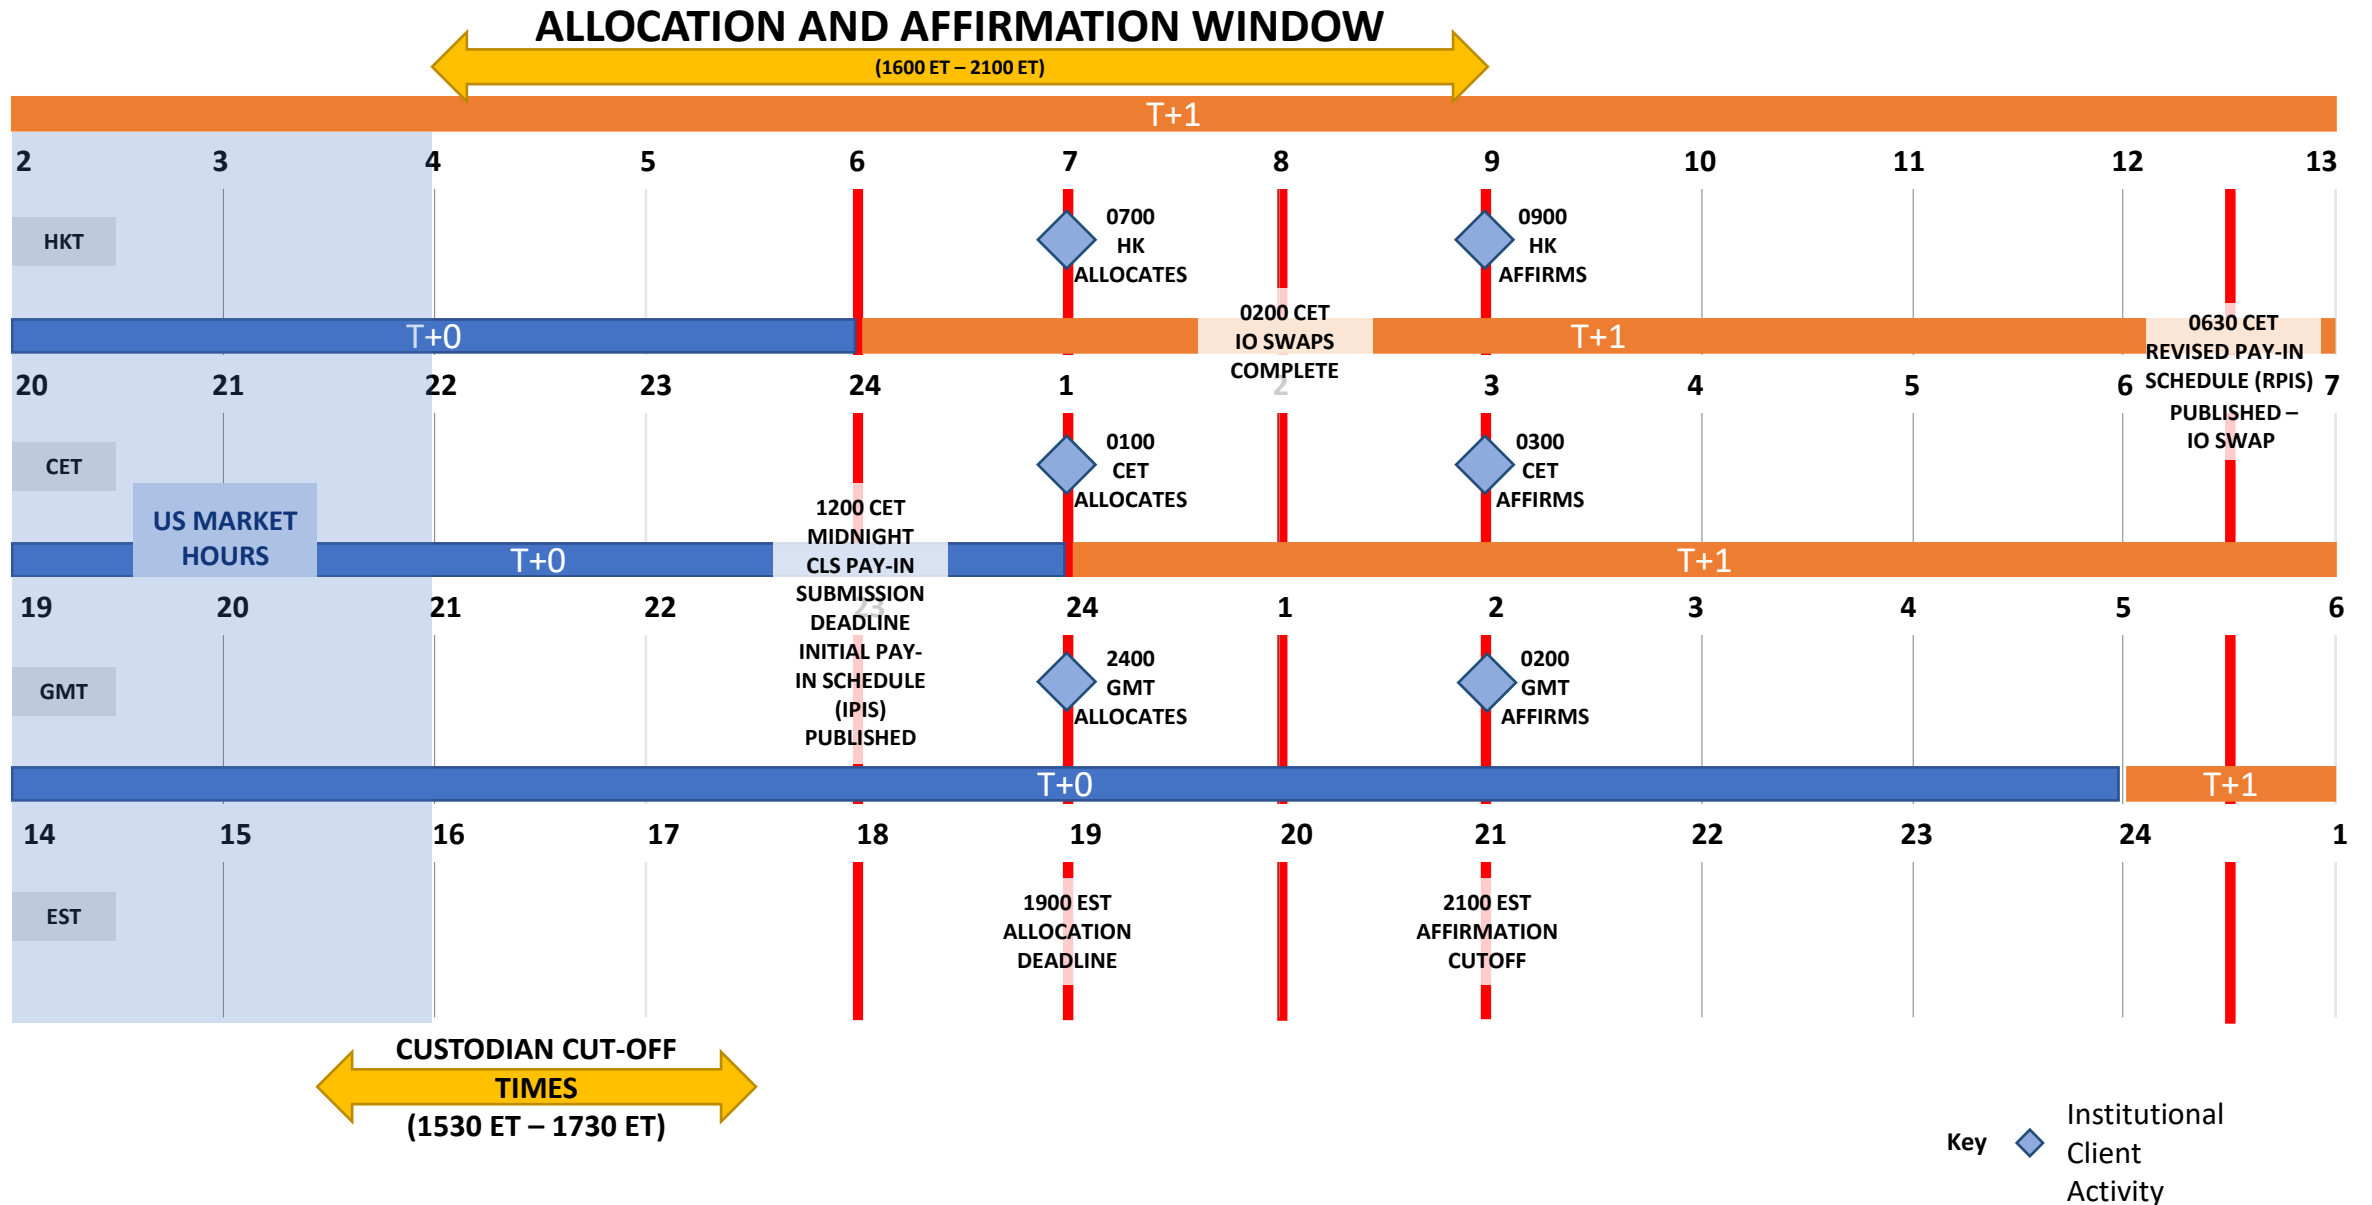 ALLOCATION AND AFFIRMATION WINDOW
(1600 ET – 2100 ET)
T+1
2 3 4 5 6 7 8 9 10 11 12 13
HKT
0700
HK
ALLOCATES
0900
HK
AFFIRMS
T+0
T+1
0200 CET
IO SWAPS
COMPLETE
0630 CET
REVISED PAY-IN
SCHEDULE (RPIS)
PUBLISHED –
IO SWAP
20 21 22 23 24 1 2 3 4 5 6 7
CET
0100
CET
ALLOCATES
0300
CET
AFFIRMS
US MARKET
HOURS
1200 CET
MIDNIGHT
CLS PAY-IN
SUBMISSION
DEADLINE
INITIAL PAY-
IN SCHEDULE
(IPIS)
PUBLISHED
T+0
T+1
19 20 21 22 23 24 1 2 3 4 5 6
GMT
2400
GMT
ALLOCATES
0200
GMT
AFFIRMS
T+0
T+1
14 15 16 17 18 19 20 21 22 23 24 1
EST
1900 EST
ALLOCATION
DEADLINE
2100 EST
AFFIRMATION
CUTOFF
CUSTODIAN CUT-OFF
TIMES
(1530 ET – 1730 ET)
Key
Institutional
Client
Activity